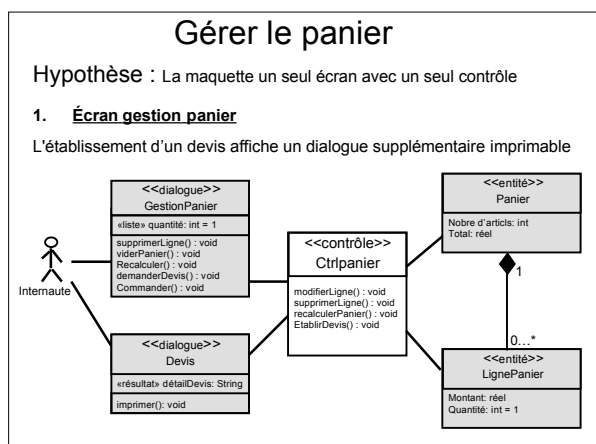 Gérer le panier
Hypothèse : La maquette un seul écran avec un seul contrôle
1. Écran gestion panier
L'établissement d'un devis affiche un dialogue supplémentaire imprimable
<<dialogue>>
GestionPanier
«liste» quantité: int = 1
supprimerLigne() : void
viderPanier() : void
Recalculer() : void
demanderDevis() : void
Commander() : void
Internaute
<<dialogue>>
Devis
«résultat» détailDevis: String
imprimer(): void
<<contrôle>>
Ctrlpanier
modifierLigne() : void
supprimerLigne() : void
recalculerPanier() : void
EtablirDevis() : void
<<entité>>
Panier
Nobre d'articls: int
Total: réel
1
0…*
<<entité>>
LignePanier
Montant: réel
Quantité: int = 1